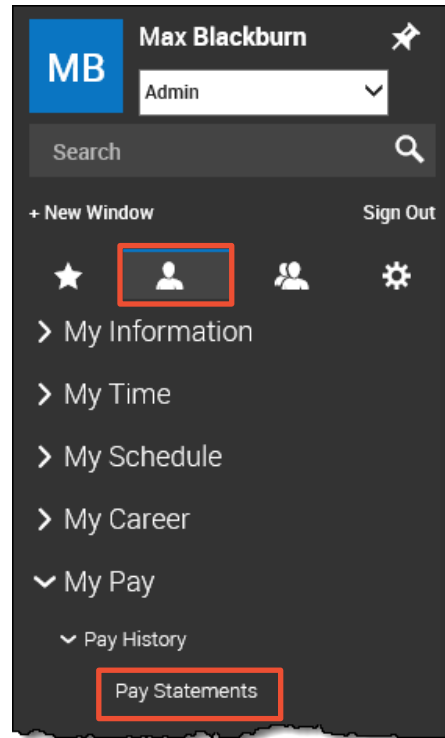 MB
Max Blackburn
Admin
Search
+ New Window
Sign Out
My Information
My Time
My Schedule
My Career
My Pay
Pay History
Pay Statements